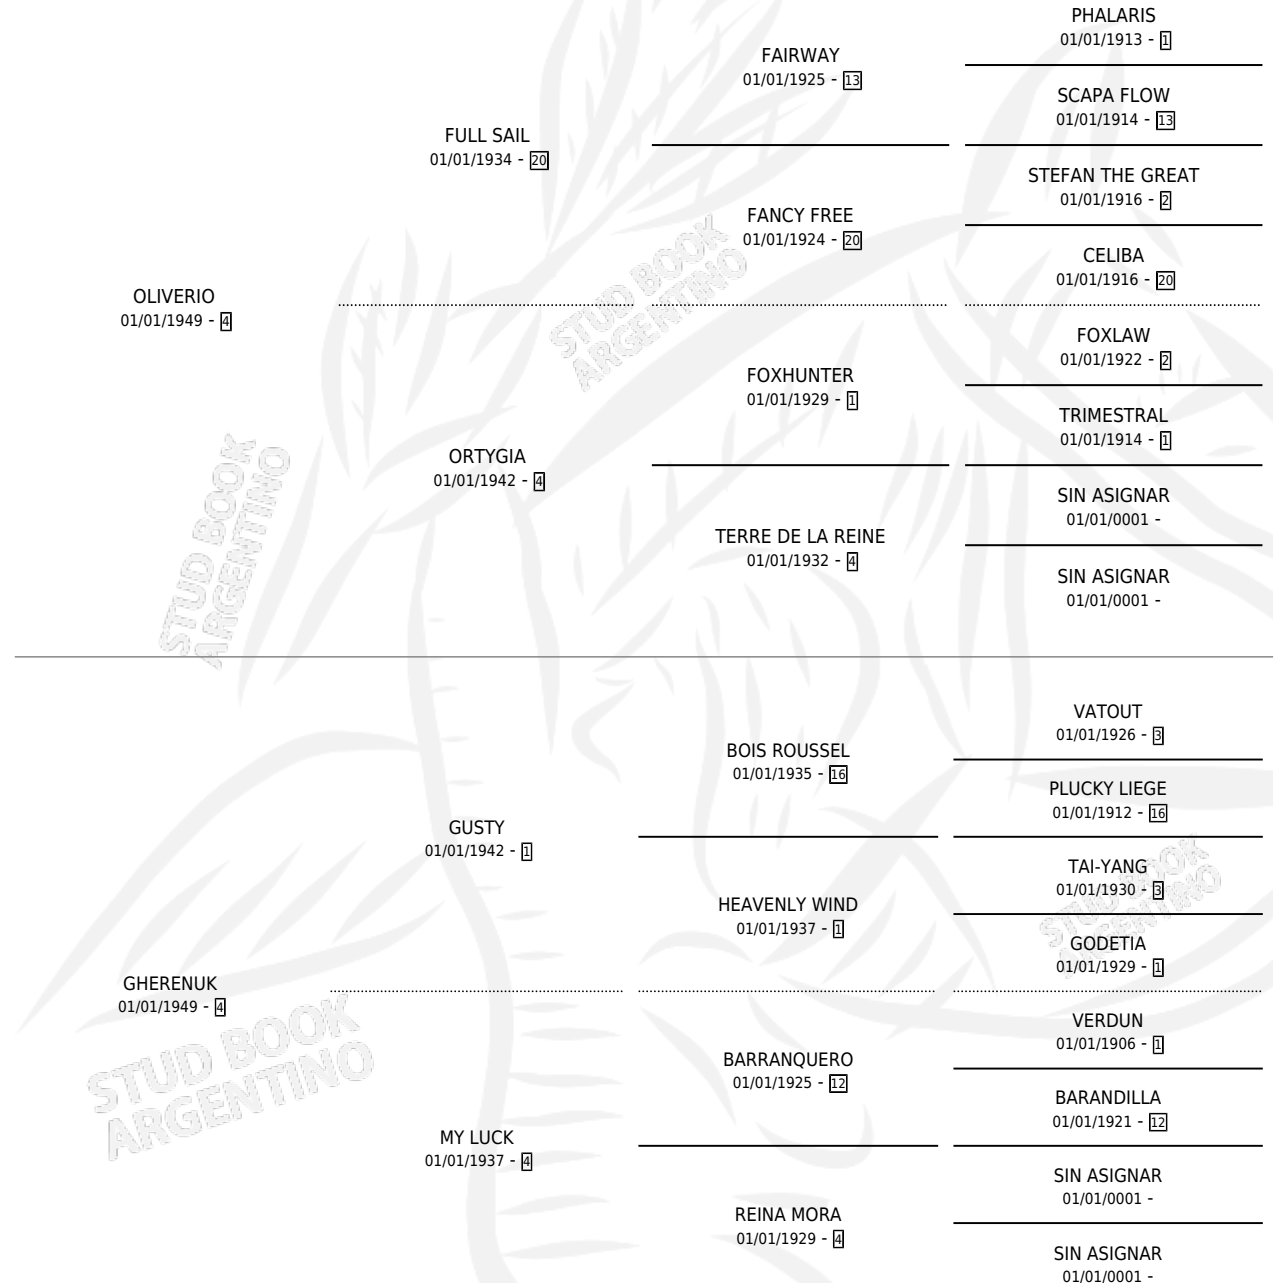 PHALARIS
01/01/1913 - 1
FAIRWAY
01/01/1925 - 13
SCAPA FLOW
01/01/1914 - 13
FULL SAIL
01/01/1934 - 20
STEFAN THE GREAT
01/01/1916 - 2
FANCY FREE
01/01/1924 - 20
CELIBA
01/01/1916 - 20
OLIVERIO
01/01/1949 - 4
FOXLAW
01/01/1922 - 2
FOXHUNTER
01/01/1929 - 1
TRIMESTRAL
01/01/1914 - 1
ORTYGIA
01/01/1942 - 4
SIN ASIGNAR
01/01/0001 -
TERRE DE LA REINE
01/01/1932 - 4
SIN ASIGNAR
01/01/0001 -
STUD BOOK
ARGENTINO
STUD BOOK
ARGENTINO
VATOUT
01/01/1926 - 3
BOIS ROUSSEL
01/01/1935 - 16
PLUCKY LIEGE
01/01/1912 - 16
GUSTY
01/01/1942 - 1
TAI-YANG
01/01/1930 - 3
HEAVENLY WIND
01/01/1937 - 1
GODETIA
01/01/1929 - 1
STUD BOOK
ARGENTINO
GHERENUK
01/01/1949 - 4
VERDUN
01/01/1906 - 1
BARRANQUERO
01/01/1925 - 12
BARANDILLA
01/01/1921 - 12
STUD BOOK
ARGENTINO
MY LUCK
01/01/1937 - 4
SIN ASIGNAR
01/01/0001 -
REINA MORA
01/01/1929 - 4
SIN ASIGNAR
01/01/0001 -